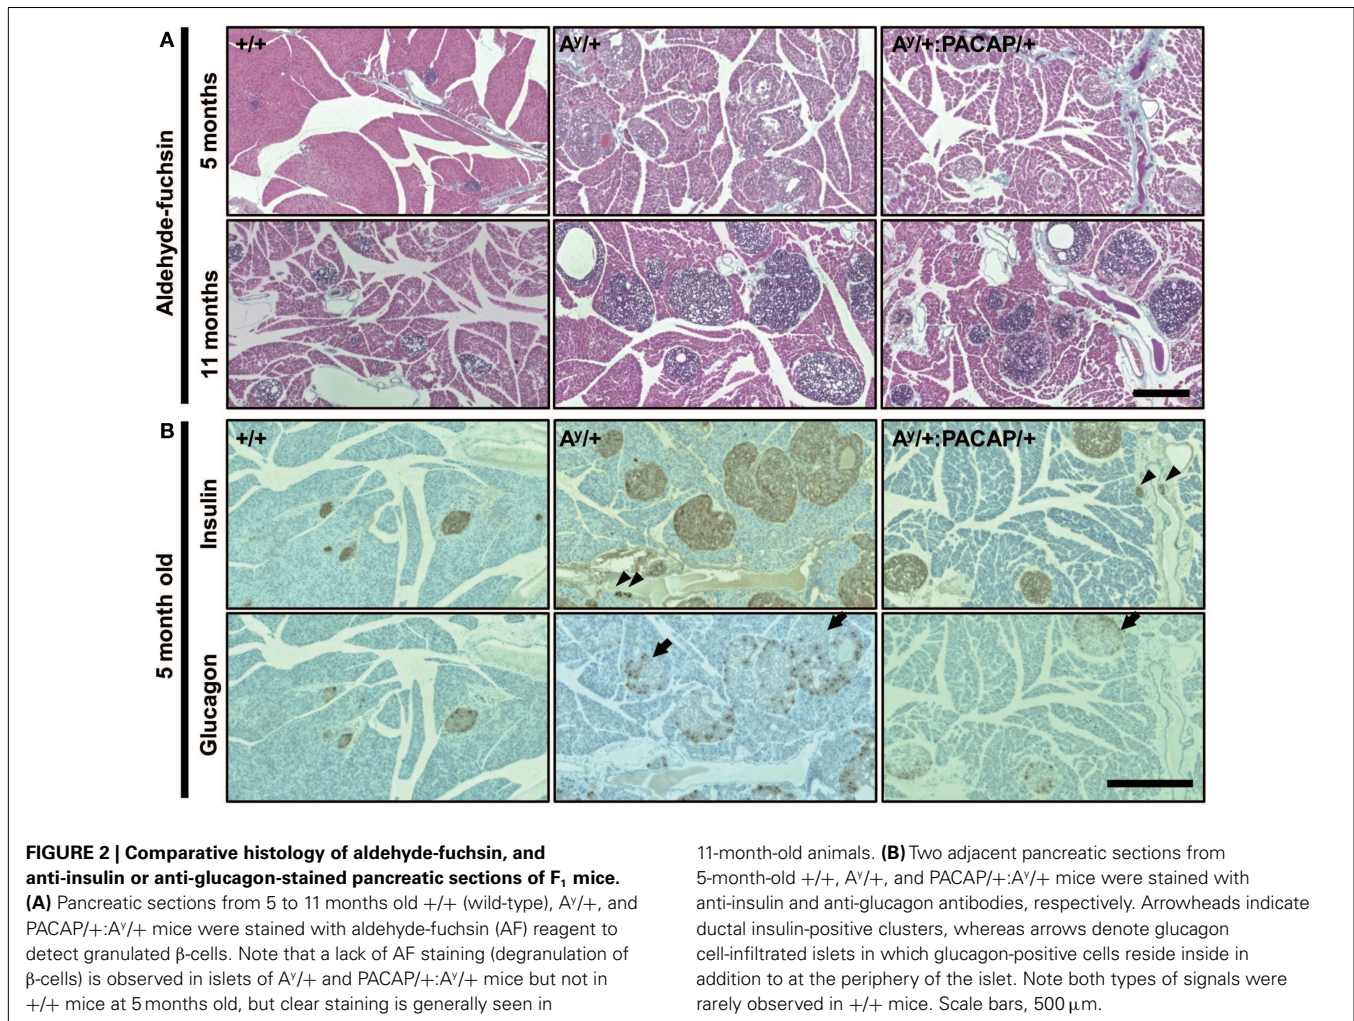 A
+/+
Aʸ/+
Aʸ/+:PACAP/+
Aldehyde-fuchsin
5 months
11 months
B
+/+
Aʸ/+
Aʸ/+:PACAP/+
5 month old
Insulin
Glucagon
FIGURE 2 | Comparative histology of aldehyde-fuchsin, and
anti-insulin or anti-glucagon-stained pancreatic sections of F₁ mice.
(A) Pancreatic sections from 5 to 11 months old +/+ (wild-type), Aʸ/+, and
PACAP/+:Aʸ/+ mice were stained with aldehyde-fuchsin (AF) reagent to
detect granulated β-cells. Note that a lack of AF staining (degranulation of
β-cells) is observed in islets of Aʸ/+ and PACAP/+:Aʸ/+ mice but not in
+/+ mice at 5 months old, but clear staining is generally seen in
11-month-old animals. (B) Two adjacent pancreatic sections from
5-month-old +/+, Aʸ/+, and PACAP/+:Aʸ/+ mice were stained with
anti-insulin and anti-glucagon antibodies, respectively. Arrowheads indicate
ductal insulin-positive clusters, whereas arrows denote glucagon
cell-infiltrated islets in which glucagon-positive cells reside inside in
addition to at the periphery of the islet. Note both types of signals were
rarely observed in +/+ mice. Scale bars, 500 μm.